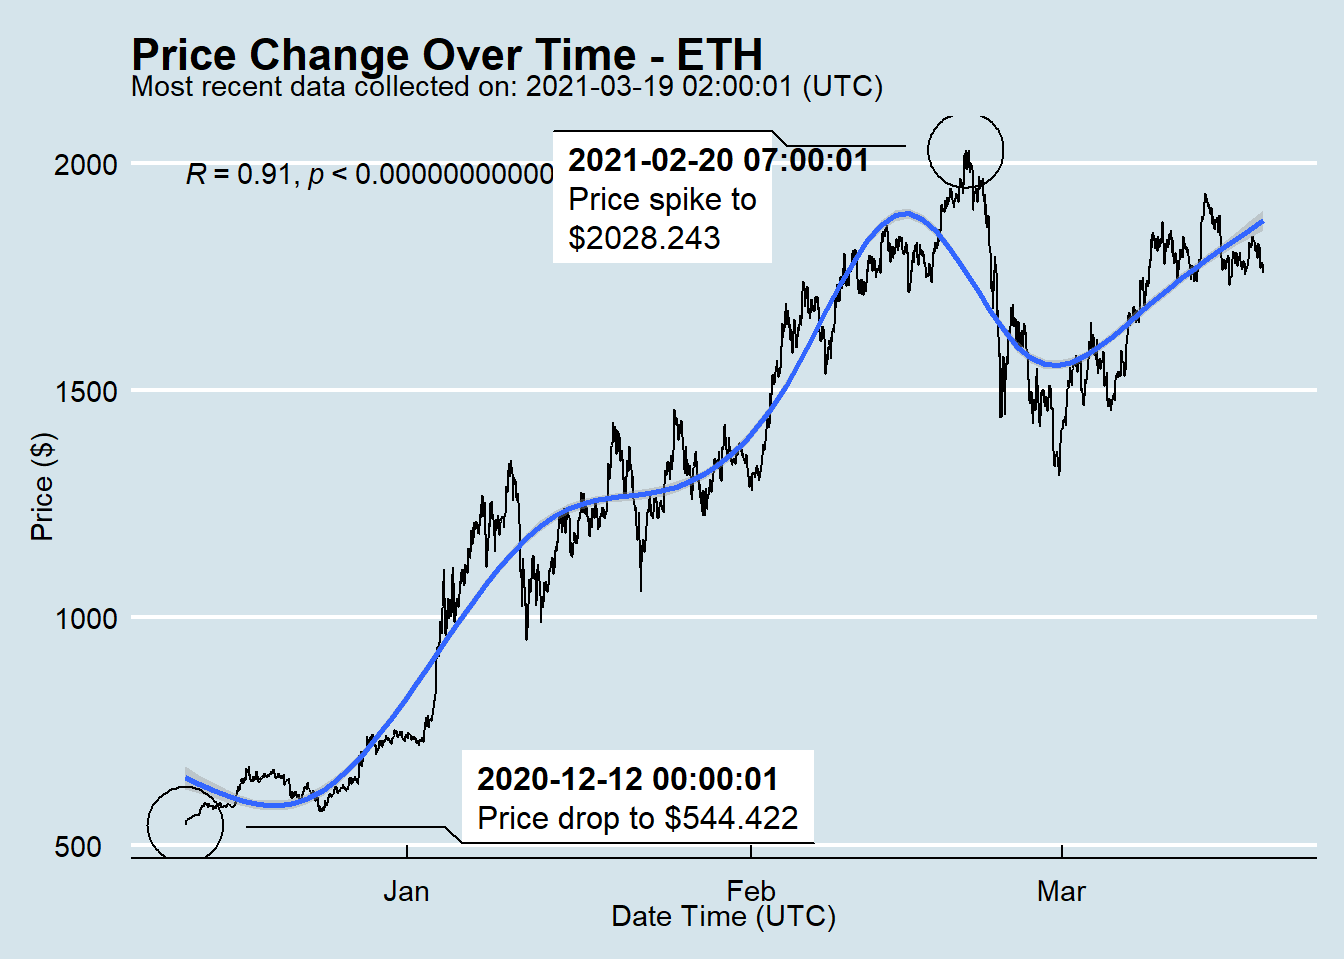 Price Change Over Time - ETH
Most recent data collected on: 2021-03-19 02:00:01 (UTC)
R = 0.91, p < 0.00000000000
2021-02-20 07:00:01
Price spike to
$2028.243
2000
1500
1000
500
Price ($)
2020-12-12 00:00:01
Price drop to $544.422
Jan
Feb
Mar
Date Time (UTC)